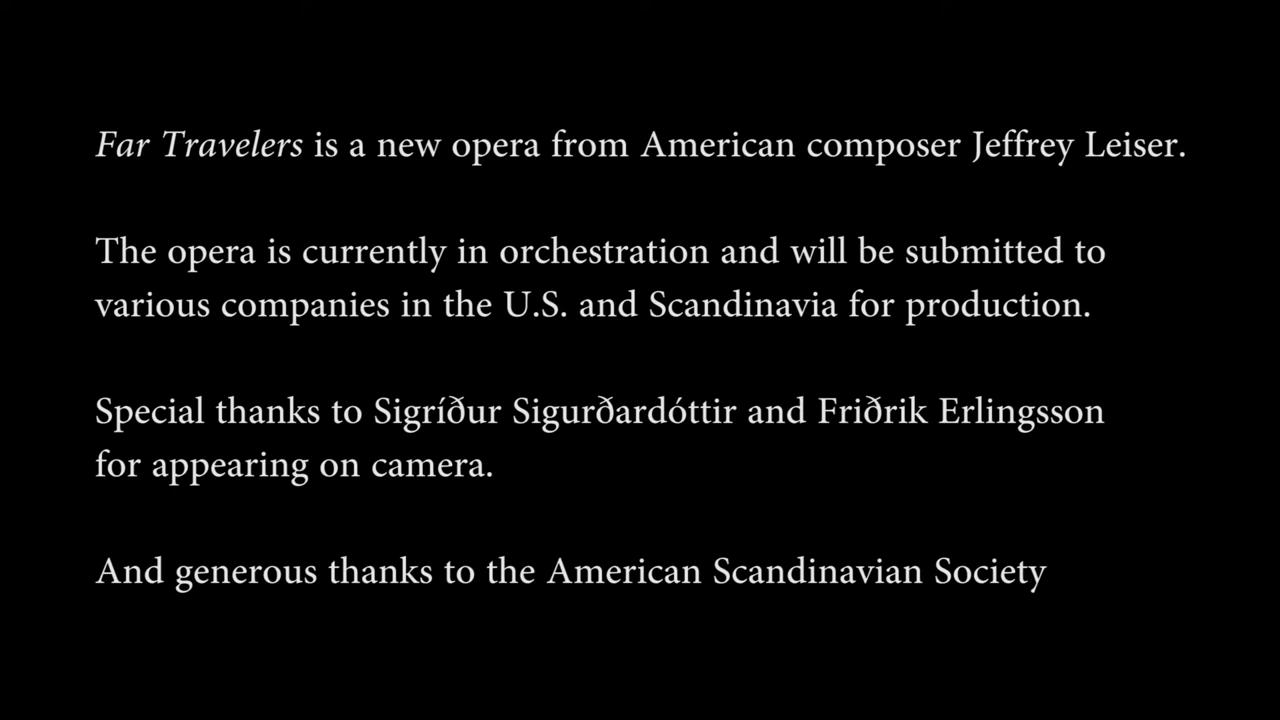 Far Travelers is a new opera from American composer Jeffrey Leiser.
The opera is currently in orchestration and will be submitted to
various companies in the U.S. and Scandinavia for production.
Special thanks to Sigríður Sigurðardóttir and Friðrik Erlingsson
for appearing on camera.
And generous thanks to the American Scandinavian Society